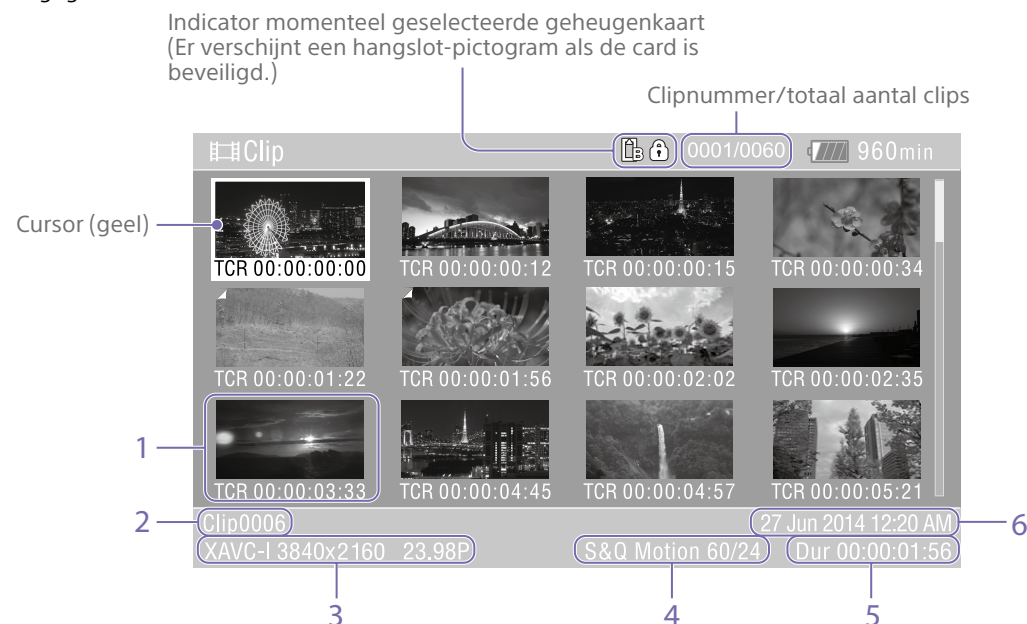 Indicator momenteel geselecteerde geheugenkaart
(Er verschijnt een hangslot-pictogram als de card is
beveiligd.)
Clipnummer/totaal aantal clips
Clip
B
0001/0060
960min
Cursor (geel)
TCR 00:00:00:00
TCR 00:00:00:12
TCR 00:00:00:15
TCR 00:00:00:34
TCR 00:00:01:22
TCR 00:00:01:56
TCR 00:00:02:02
TCR 00:00:02:35
1
TCR 00:00:03:33
TCR 00:00:04:45
TCR 00:00:04:57
TCR 00:00:05:21
2
Clip0006
27 Jun 2014 12:20 AM
6
XAVC-I 3840x2160 23.98P
S&Q Motion 60/24
Dur 00:00:01:56
3
4
5